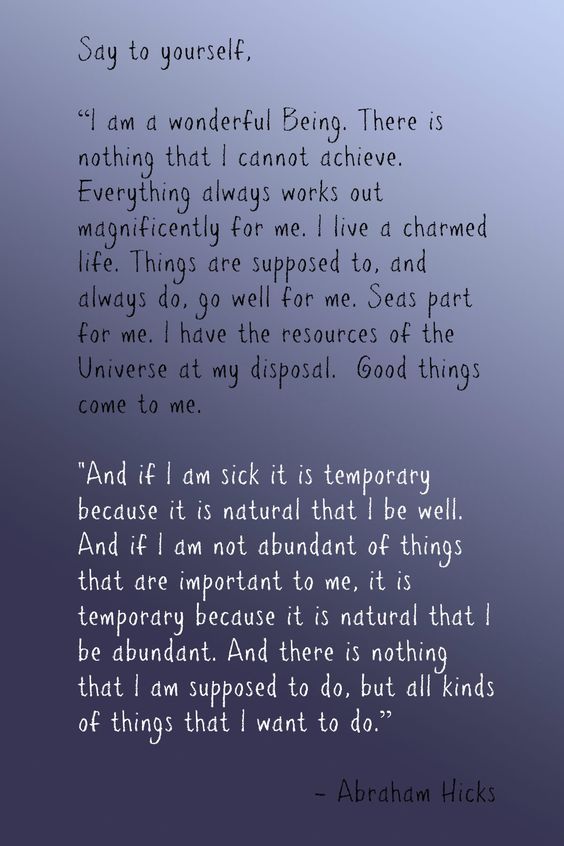 Say to yourself,
“I am a wonderful Being. There is
nothing that I cannot achieve.
Everything always works out
magnificently for me. I live a charmed
life. Things are supposed to, and
always do, go well for me. Seas part
for me. I have the resources of the
Universe at my disposal.  Good things
come to me.
"And if I am sick it is temporary
because it is natural that I be well.
And if I am not abundant of things
that are important to me, it is
temporary because it is natural that I
be abundant. And there is nothing
that I am supposed to do, but all kinds
of things that I want to do.”
- Abraham Hicks